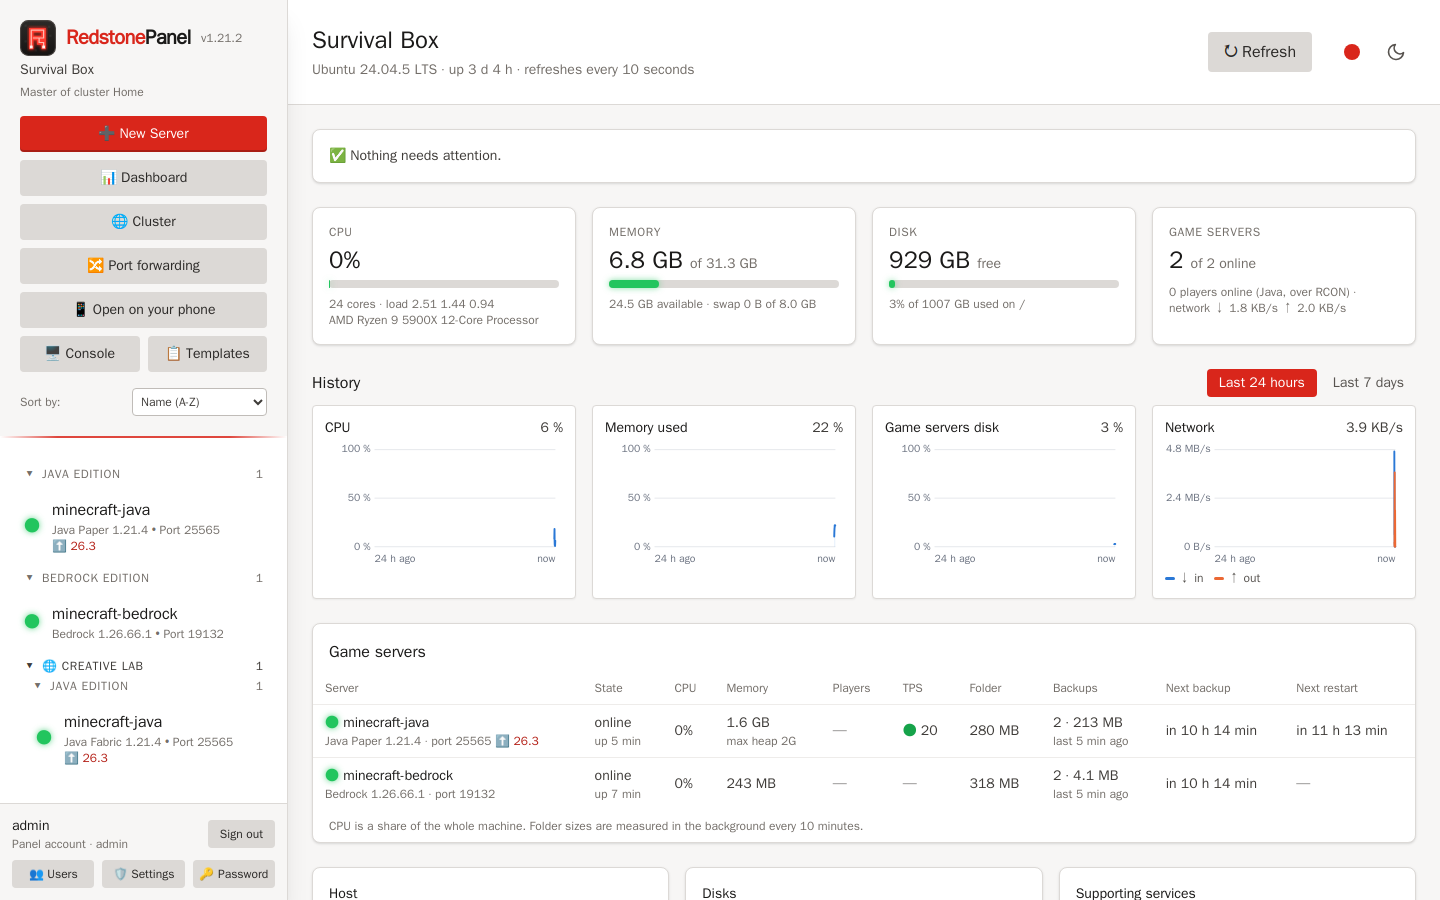 RedstonePanel v1.21.2
Survival Box
Master of cluster Home
➕ New Server
📊 Dashboard
🌐 Cluster
🔀 Port forwarding
📱 Open on your phone
🖥️ Console
📋 Templates
Sort by:
Name (A-Z)
▼ JAVA EDITION 1
minecraft-java
Java Paper 1.21.4 • Port 25565
⬆️ 26.3
▼ BEDROCK EDITION 1
minecraft-bedrock
Bedrock 1.26.66.1 • Port 19132
▼ 🌐 CREATIVE LAB 1
▼ JAVA EDITION 1
minecraft-java
Java Fabric 1.21.4 • Port 25565
⬆️ 26.3
admin
Panel account · admin
Sign out
👥 Users
🛡️ Settings
🔑 Password
Survival Box
Ubuntu 24.04.5 LTS · up 3 d 4 h · refreshes every 10 seconds
↻ Refresh
✅ Nothing needs attention.
CPU
0%
24 cores · load 2.51 1.44 0.94
AMD Ryzen 9 5900X 12-Core Processor
MEMORY
6.8 GB of 31.3 GB
24.5 GB available · swap 0 B of 8.0 GB
DISK
929 GB free
3% of 1007 GB used on /
GAME SERVERS
2 of 2 online
0 players online (Java, over RCON) ·
network ↓ 1.8 KB/s ↑ 2.0 KB/s
History
Last 24 hours
Last 7 days
CPU 6 %
100 %
50 %
0 %
24 h ago now
Memory used 22 %
100 %
50 %
0 %
24 h ago now
Game servers disk 3 %
100 %
50 %
0 %
24 h ago now
Network 3.9 KB/s
4.8 MB/s
2.4 MB/s
0 B/s
24 h ago now
↓ in ↑ out
Game servers
Server State CPU Memory Players TPS Folder Backups Next backup Next restart
minecraft-java online 0% 1.6 GB — 20 280 MB 2 · 213 MB in 10 h 14 min in 11 h 13 min
Java Paper 1.21.4 · port 25565 ⬆️ 26.3 up 5 min max heap 2G last 5 min ago
minecraft-bedrock online 0% 243 MB — — 318 MB 2 · 4.1 MB in 10 h 14 min —
Bedrock 1.26.66.1 · port 19132 up 7 min last 5 min ago
CPU is a share of the whole machine. Folder sizes are measured in the background every 10 minutes.
Host
Disks
Supporting services